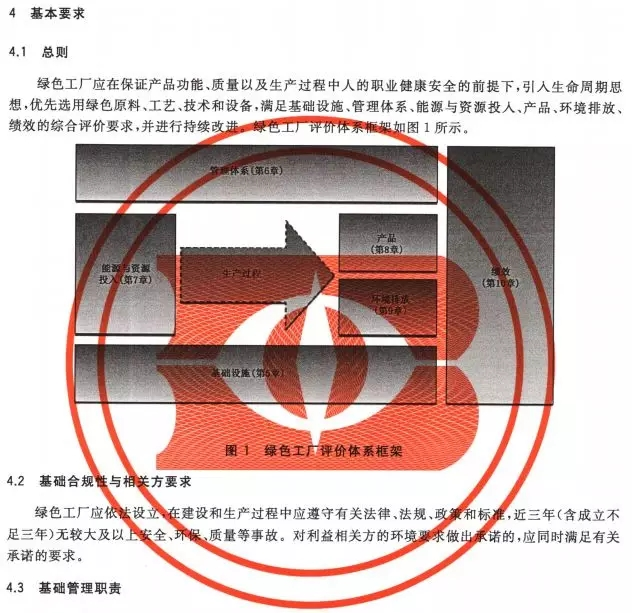 4 基本要求
4.1 总则
绿色工厂应在保证产品功能、质量以及生产过程中人的职业健康安全的前提下,引入生命周期思
想,优先选用绿色原料、工艺、技术和设备,满足基础设施、管理体系、能源与资源投入、产品、环境排放、
绩效的综合评价要求,并进行持续改进。绿色工厂评价体系框架如图1所示。
管理体系(第6章)
能源与资源
投入(第7章)
生产过程
产品
(第8章)
环境排放
(第9章)
绩效
(第10章)
基础设施(第5章)
图1 绿色工厂评价体系框架
4.2 基础合规性与相关方要求
绿色工厂应依法设立,在建设和生产过程中应遵守有关法律、法规、政策和标准,近三年(含成立不
足三年)无较大及以上安全、环保、质量等事故。对利益相关方的环境要求做出承诺的,应同时满足有关
承诺的要求。
4.3 基础管理职责